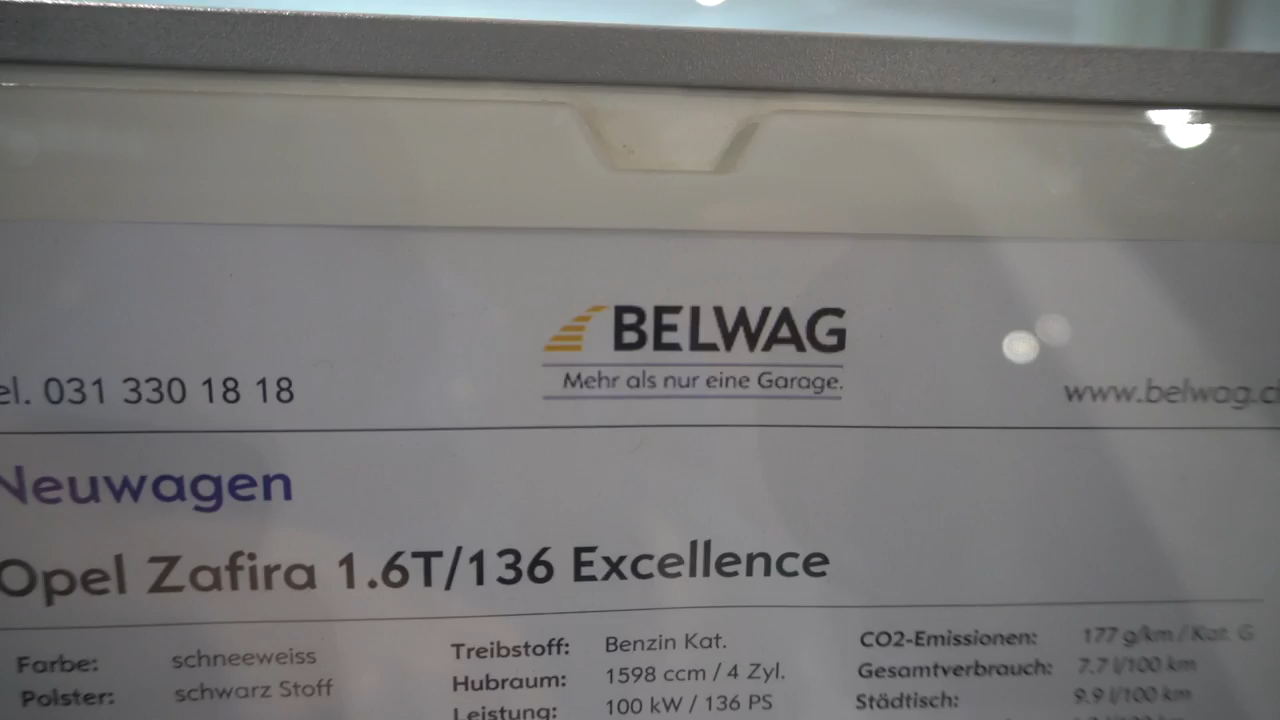 BELWAG
Mehr als nur eine Garage.
el. 031 330 18 18
www.belwag.c
Neuwagen
Opel Zafira 1.6T/136 Excellence
Farbe: schneeweiss
Polster: schwarz Stoff
Treibstoff: Benzin Kat.
Hubraum: 1598 ccm / 4 Zyl.
Leistung: 100 kW / 136 PS
CO2-Emissionen: 177 g/km / Kat. G
Gesamtverbrauch: 7.7 l/100 km
Städtisch: 9.9 l/100 km